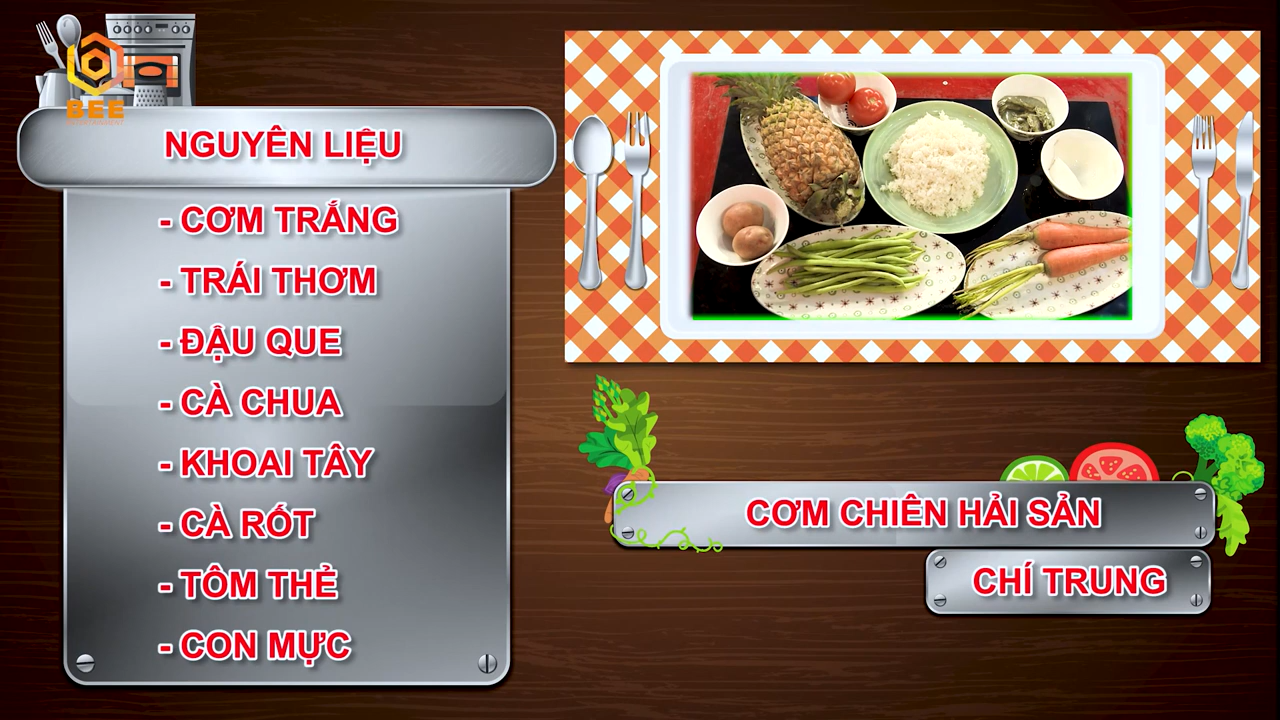 BEE
NGUYÊN LIỆU
- CƠM TRẮNG
- TRÁI THƠM
- ĐẬU QUE
- CÀ CHUA
- KHOAI TÂY
- CÀ RỐT
- TÔM THẺ
- CON MỰC
CƠM CHIÊN HẢI SẢN
CHÍ TRUNG